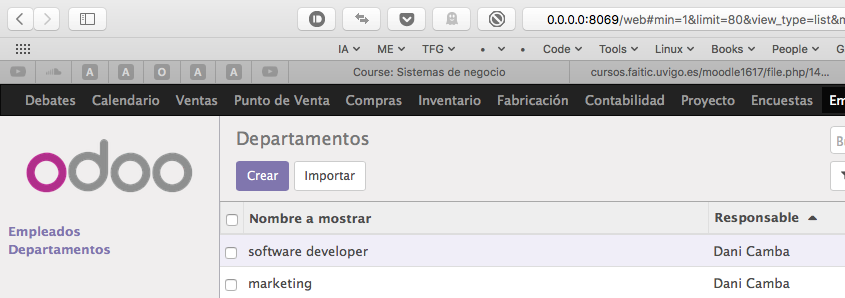 0.0.0.0:8069/web#min=1&limit=80&view_type=list&
IA ME TFG Code Tools Linux Books People
A A O A A Course: Sistemas de negocio cursos.faitic.uvigo.es/moodle1617/file.php/14...
Debates Calendario Ventas Punto de Venta Compras Inventario Fabricación Contabilidad Proyecto Encuestas Em
odoo
Departamentos
Crear Importar
Empleados
Departamentos
Nombre a mostrar Responsable
software developer Dani Camba
marketing Dani Camba